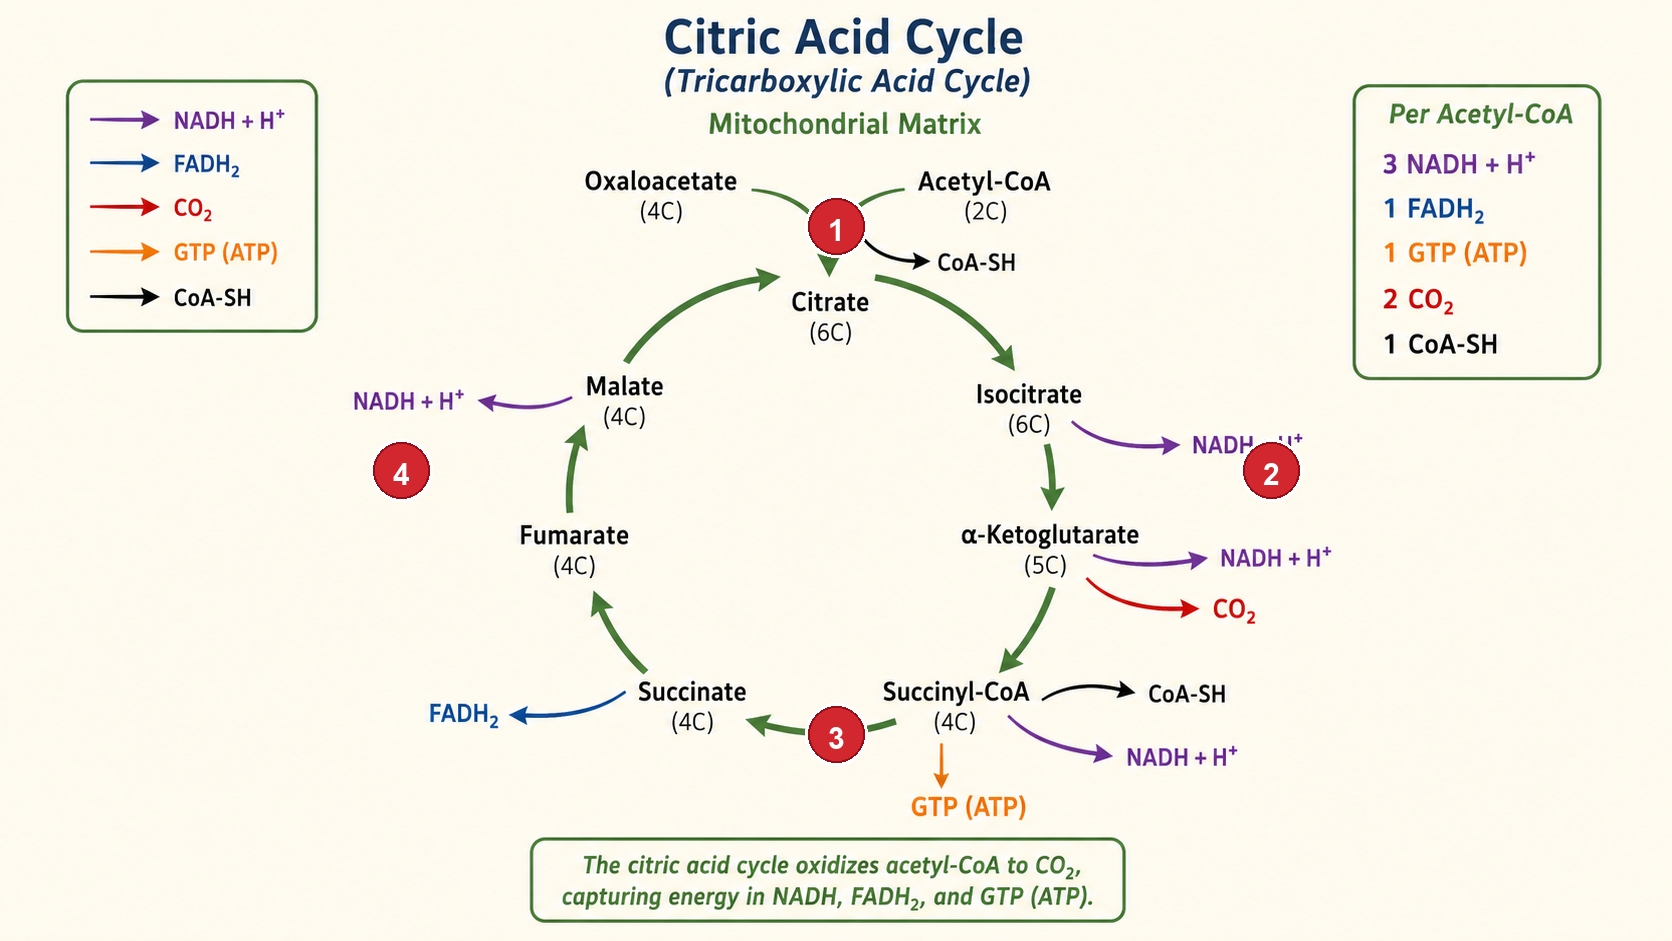 Citric Acid Cycle
(Tricarboxylic Acid Cycle)
Mitochondrial Matrix
NADH + H⁺
FADH₂
CO₂
GTP (ATP)
CoA-SH
Per Acetyl-CoA
3 NADH + H⁺
1 FADH₂
1 GTP (ATP)
2 CO₂
1 CoA-SH
Oxaloacetate
(4C)
Acetyl-CoA
(2C)
1
CoA-SH
Citrate
(6C)
Isocitrate
(6C)
NADH H⁺
2
α-Ketoglutarate
(5C)
NADH + H⁺
CO₂
Succinyl-CoA
(4C)
CoA-SH
NADH + H⁺
GTP (ATP)
3
Succinate
(4C)
FADH₂
Fumarate
(4C)
4
Malate
(4C)
NADH + H⁺
The citric acid cycle oxidizes acetyl-CoA to CO₂,
capturing energy in NADH, FADH₂, and GTP (ATP).